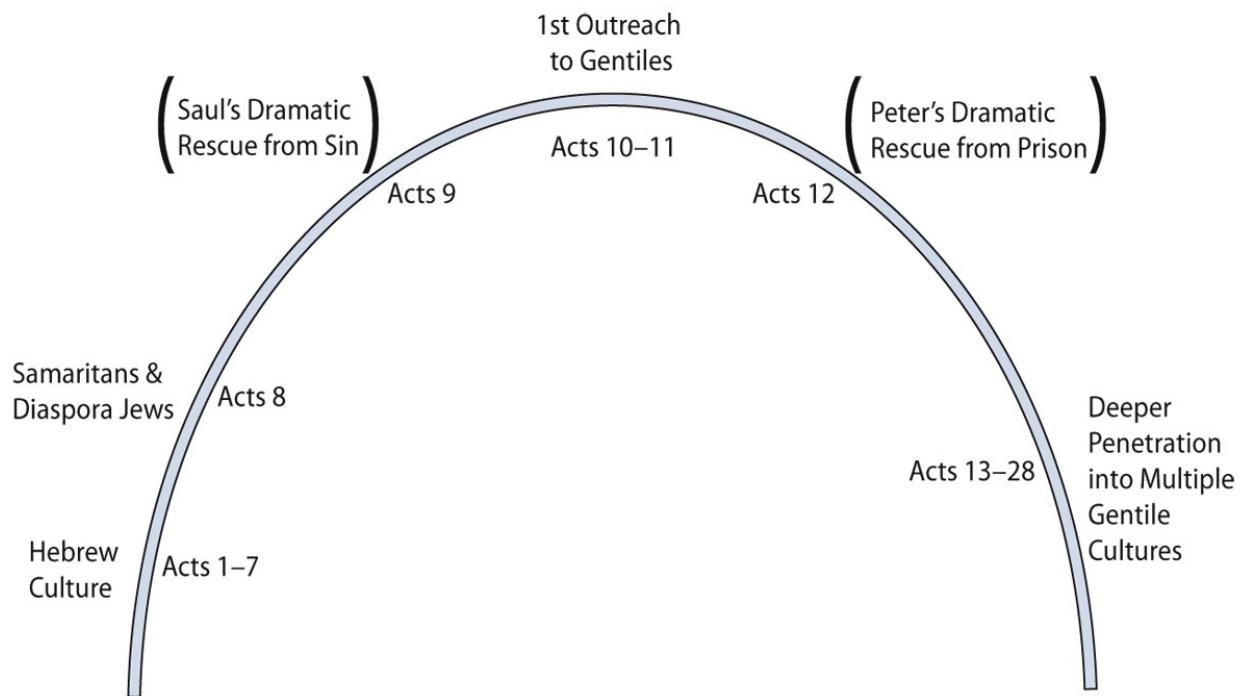 1st Outreach
to Gentiles
(Saul’s Dramatic
Rescue from Sin)
(Peter’s Dramatic
Rescue from Prison)
Acts 10–11
Acts 9
Acts 12
Samaritans &
Diaspora Jews
Acts 8
Deeper
Penetration
into Multiple
Gentile
Cultures
Acts 13–28
Hebrew
Culture
Acts 1–7